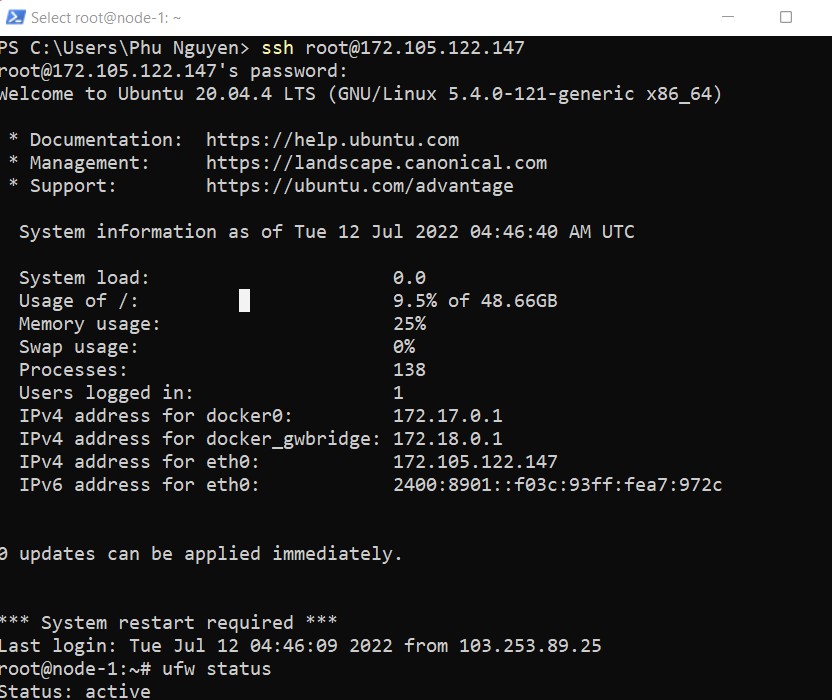 Select root@node-1: ~
PS C:\Users\Phu Nguyen> ssh root@172.105.122.147
root@172.105.122.147's password:
Welcome to Ubuntu 20.04.4 LTS (GNU/Linux 5.4.0-121-generic x86_64)
* Documentation:  https://help.ubuntu.com
* Management:     https://landscape.canonical.com
* Support:        https://ubuntu.com/advantage
System information as of Tue 12 Jul 2022 04:46:40 AM UTC
System load:                      0.0
Usage of /:                       9.5% of 48.66GB
Memory usage:                     25%
Swap usage:                       0%
Processes:                        138
Users logged in:                  1
IPv4 address for docker0:         172.17.0.1
IPv4 address for docker_gwbridge: 172.18.0.1
IPv4 address for eth0:            172.105.122.147
IPv6 address for eth0:            2400:8901::f03c:93ff:fea7:972c
0 updates can be applied immediately.
*** System restart required ***
Last login: Tue Jul 12 04:46:09 2022 from 103.253.89.25
root@node-1:~# ufw status
Status: active